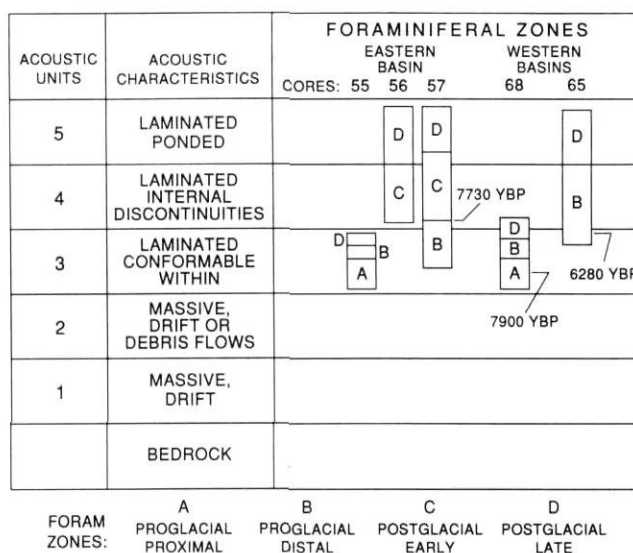 FORAMINIFERAL ZONES
ACOUSTIC UNITS
ACOUSTIC CHARACTERISTICS
EASTERN BASIN
WESTERN BASINS
CORES: 55 56 57 68 65
5
LAMINATED
PONDED
D D D
4
LAMINATED
INTERNAL
DISCONTINUITIES
C C B
7730 YBP
3
LAMINATED
CONFORMABLE
WITHIN
D B A
B
D
B
A
6280 YBP
7900 YBP
2
MASSIVE,
DRIFT OR
DEBRIS FLOWS
1
MASSIVE,
DRIFT
BEDROCK
FORAM
ZONES:
A
PROGLACIAL
PROXIMAL
B
PROGLACIAL
DISTAL
C
POSTGLACIAL
EARLY
D
POSTGLACIAL
LATE